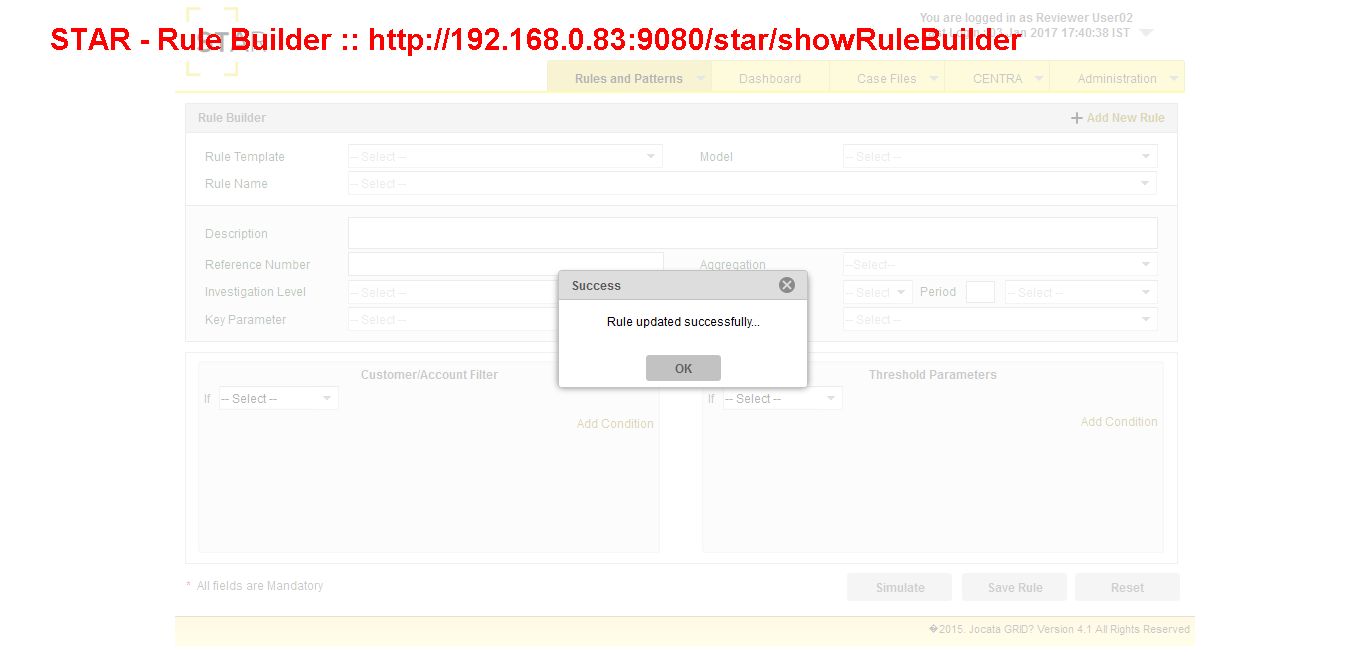 You are logged in as Reviewer User02
STAR - Rule Builder :: http://192.168.0.83:9080/star/showRuleBuilder
STAR
Jan 2017 17:40:38 IST
Rules and Patterns Dashboard Case Files CENTRA Administration
Rule Builder + Add New Rule
Rule Template -- Select -- Model -- Select --
Rule Name -- Select --
Description
Reference Number Aggregation --Select--
Investigation Level -- Select -- -- Select Period -- Select --
Key Parameter -- Select -- -- Select --
Success
Rule updated successfully...
OK
Customer/Account Filter Threshold Parameters
If -- Select -- If -- Select --
Add Condition Add Condition
* All fields are Mandatory Simulate Save Rule Reset
�2015. Jocata GRID? Version 4.1 All Rights Reserved